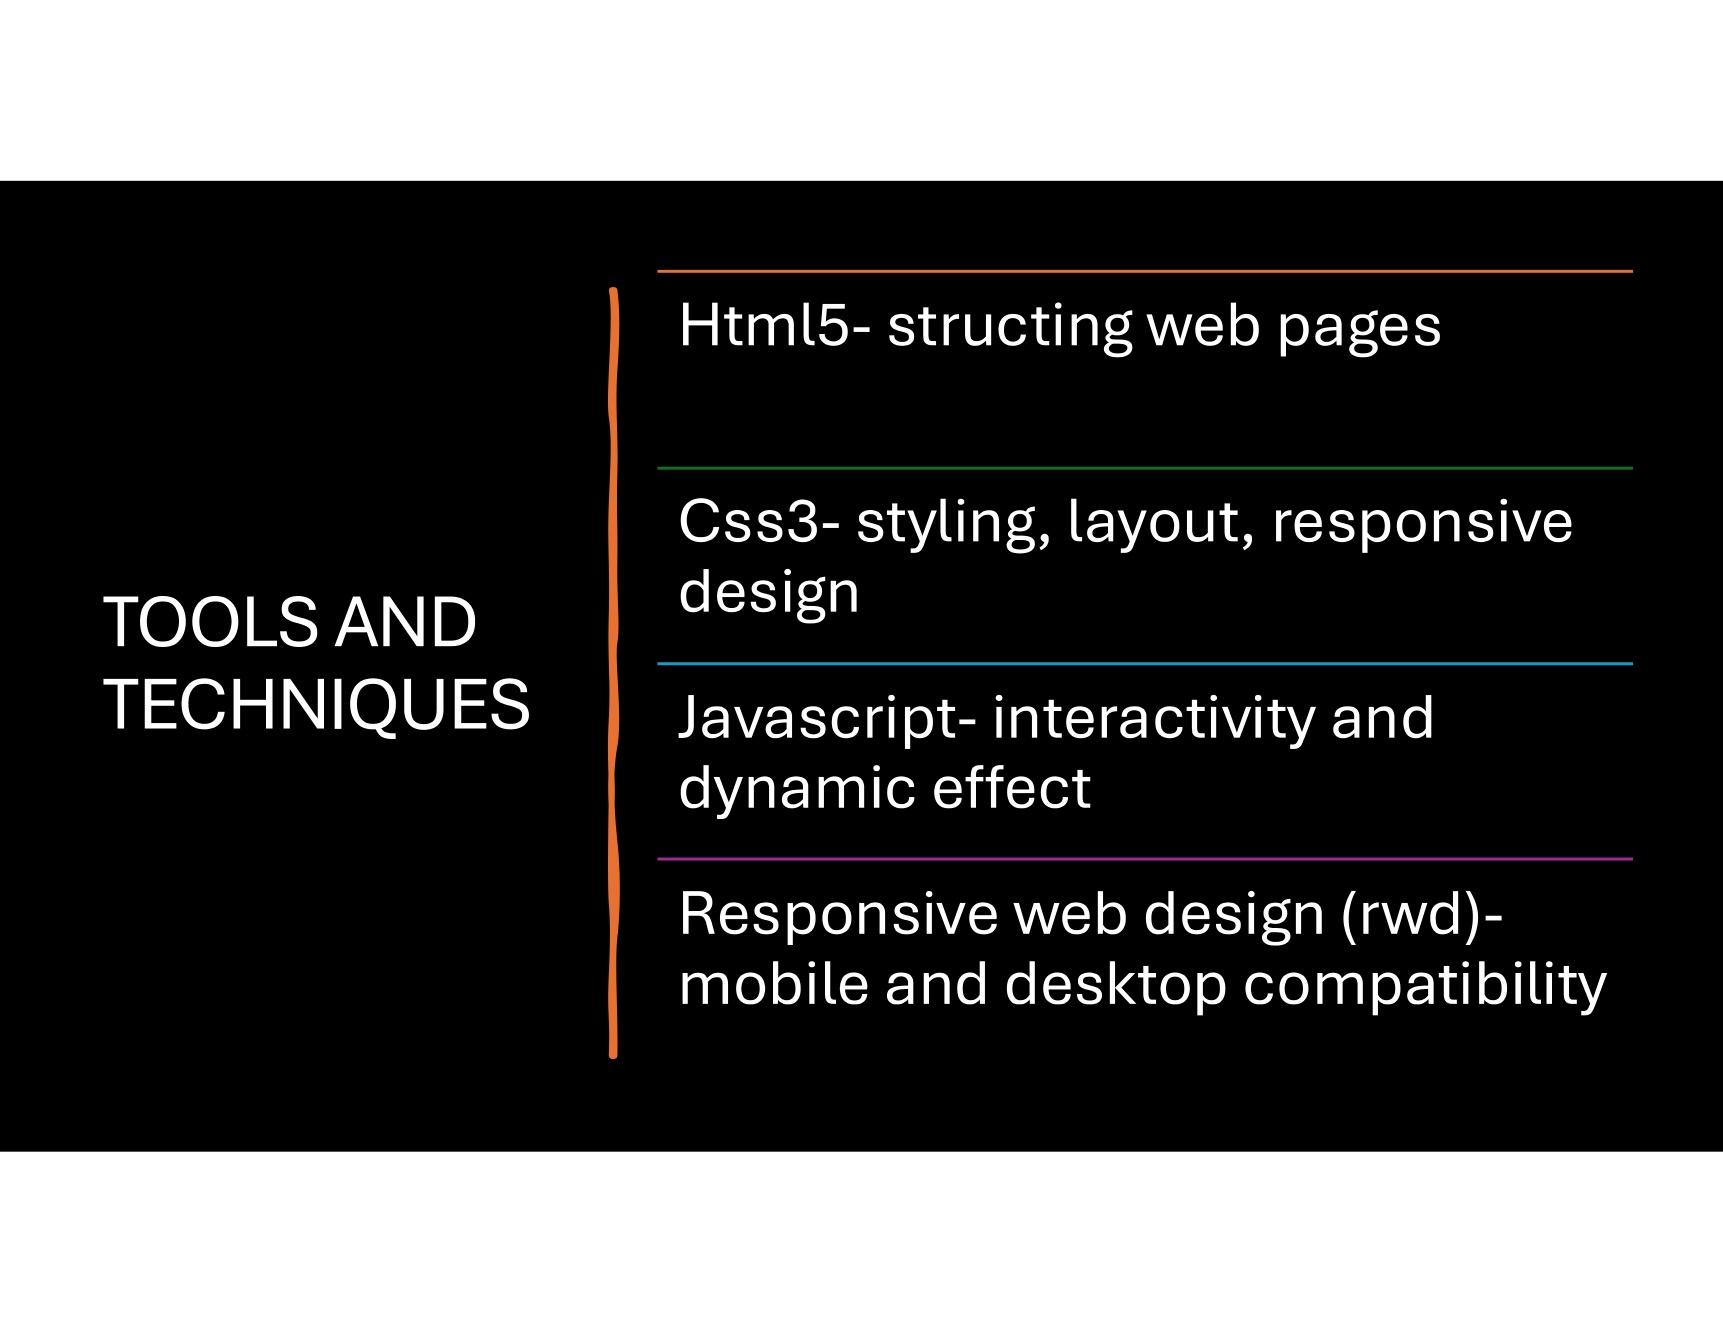 TOOLS AND
TECHNIQUES
Html5- structing web pages
Css3- styling, layout, responsive
design
Javascript- interactivity and
dynamic effect
Responsive web design (rwd)-
mobile and desktop compatibility